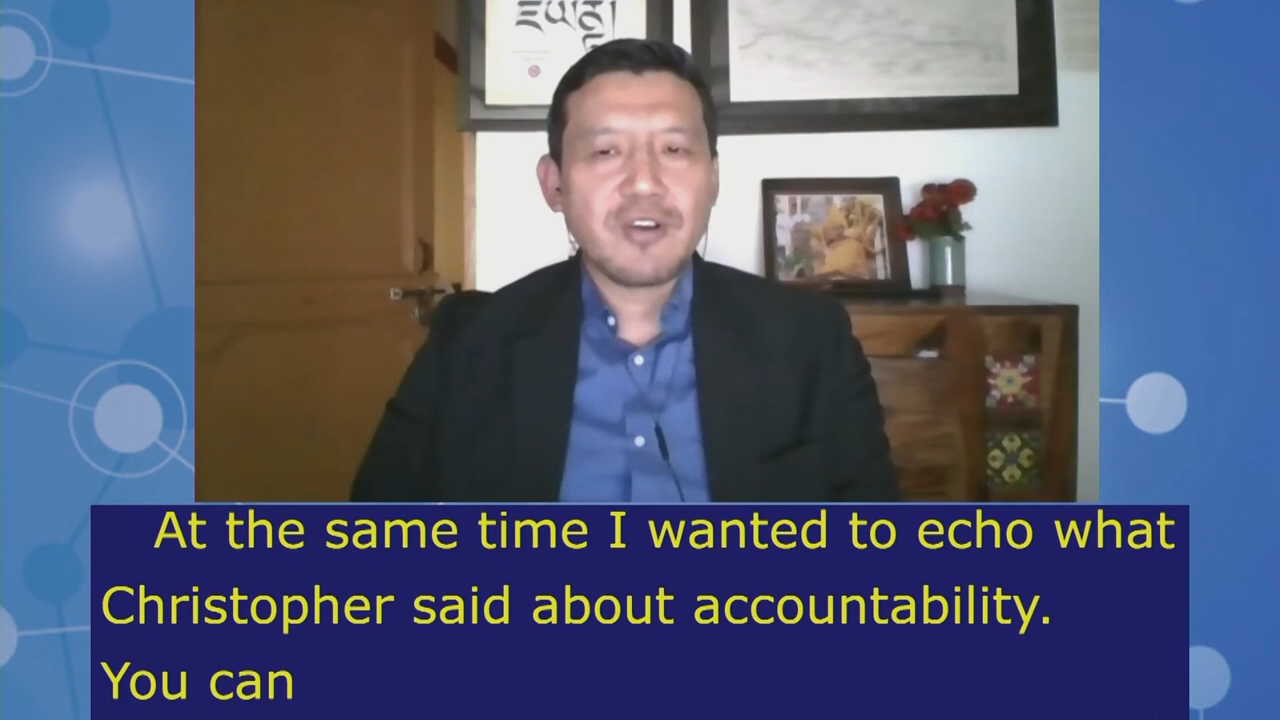 At the same time I wanted to echo what
Christopher said about accountability.
You can